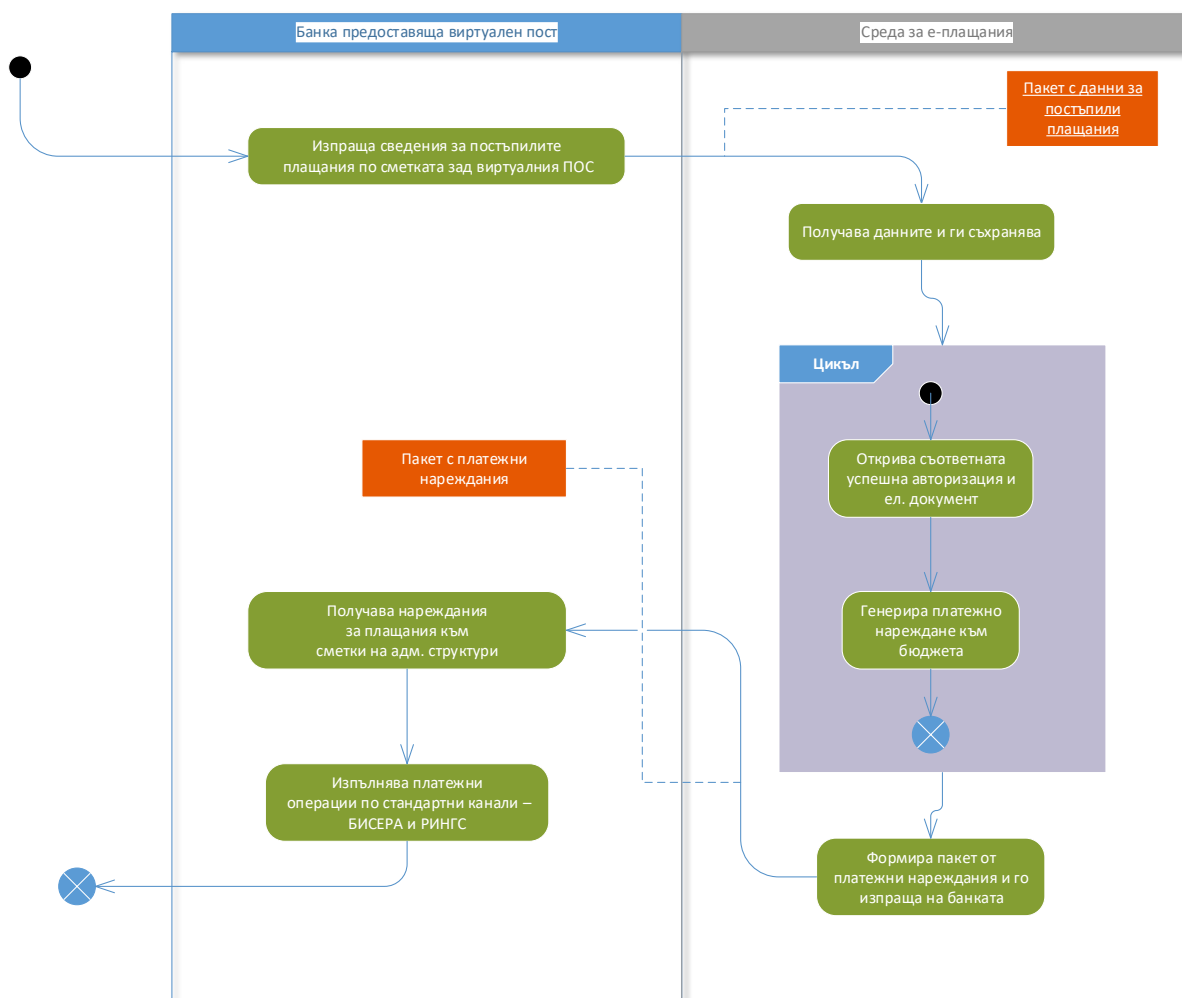 Банка предоставяща виртуален пост
Среда за е-плащания
Пакет с данни за
постъпили
плащания
Изпраща сведения за постъпилите
плащания по сметката зад виртуалния ПОС
Получава данните и ги съхранява
Цикъл
Открива съответната
успешна авторизация и
ел. документ
Пакет с платежни
нареждания
Генерира платежно
нареждане към
бюджета
Получава нареждания
за плащания към
сметки на адм. структури
Изпълнява платежни
операции по стандартни канали –
БИСЕРА и РИНГС
Формира пакет от
платежни нареждания и го
изпраща на банката